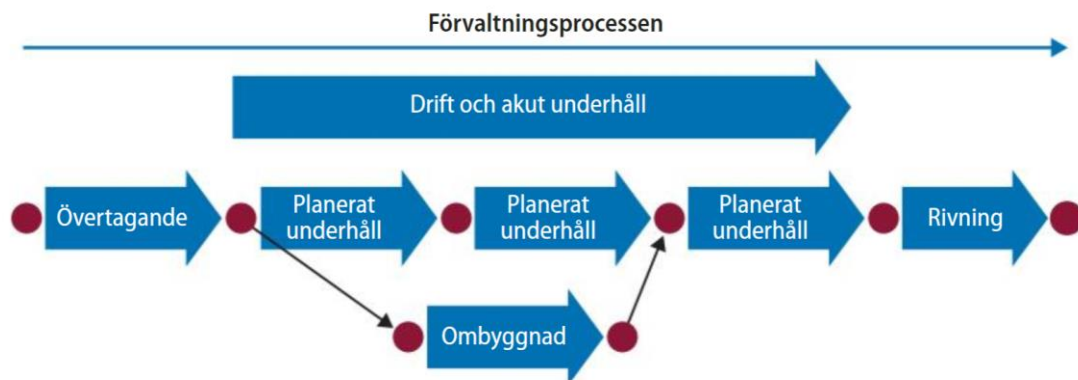 Förvaltningsprocessen
Drift och akut underhåll
Övertagande
Planerat
underhåll
Planerat
underhåll
Planerat
underhåll
Rivning
Ombyggnad